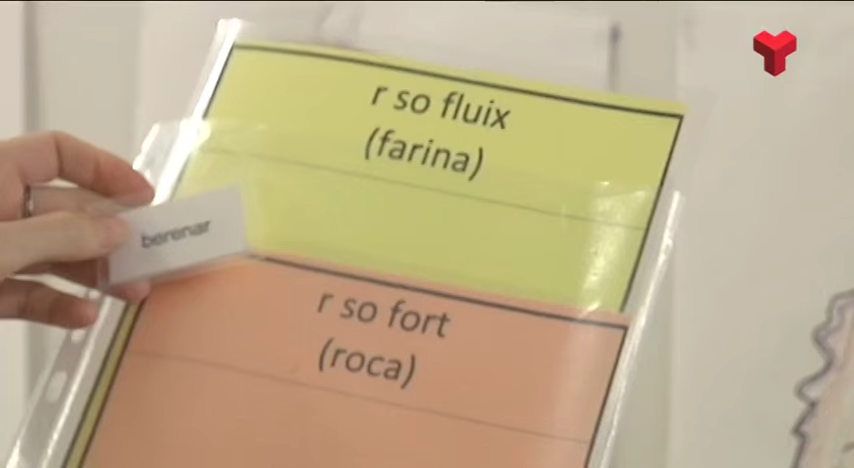 r so fluix
(farina)
berenar
r so fort
(roca)